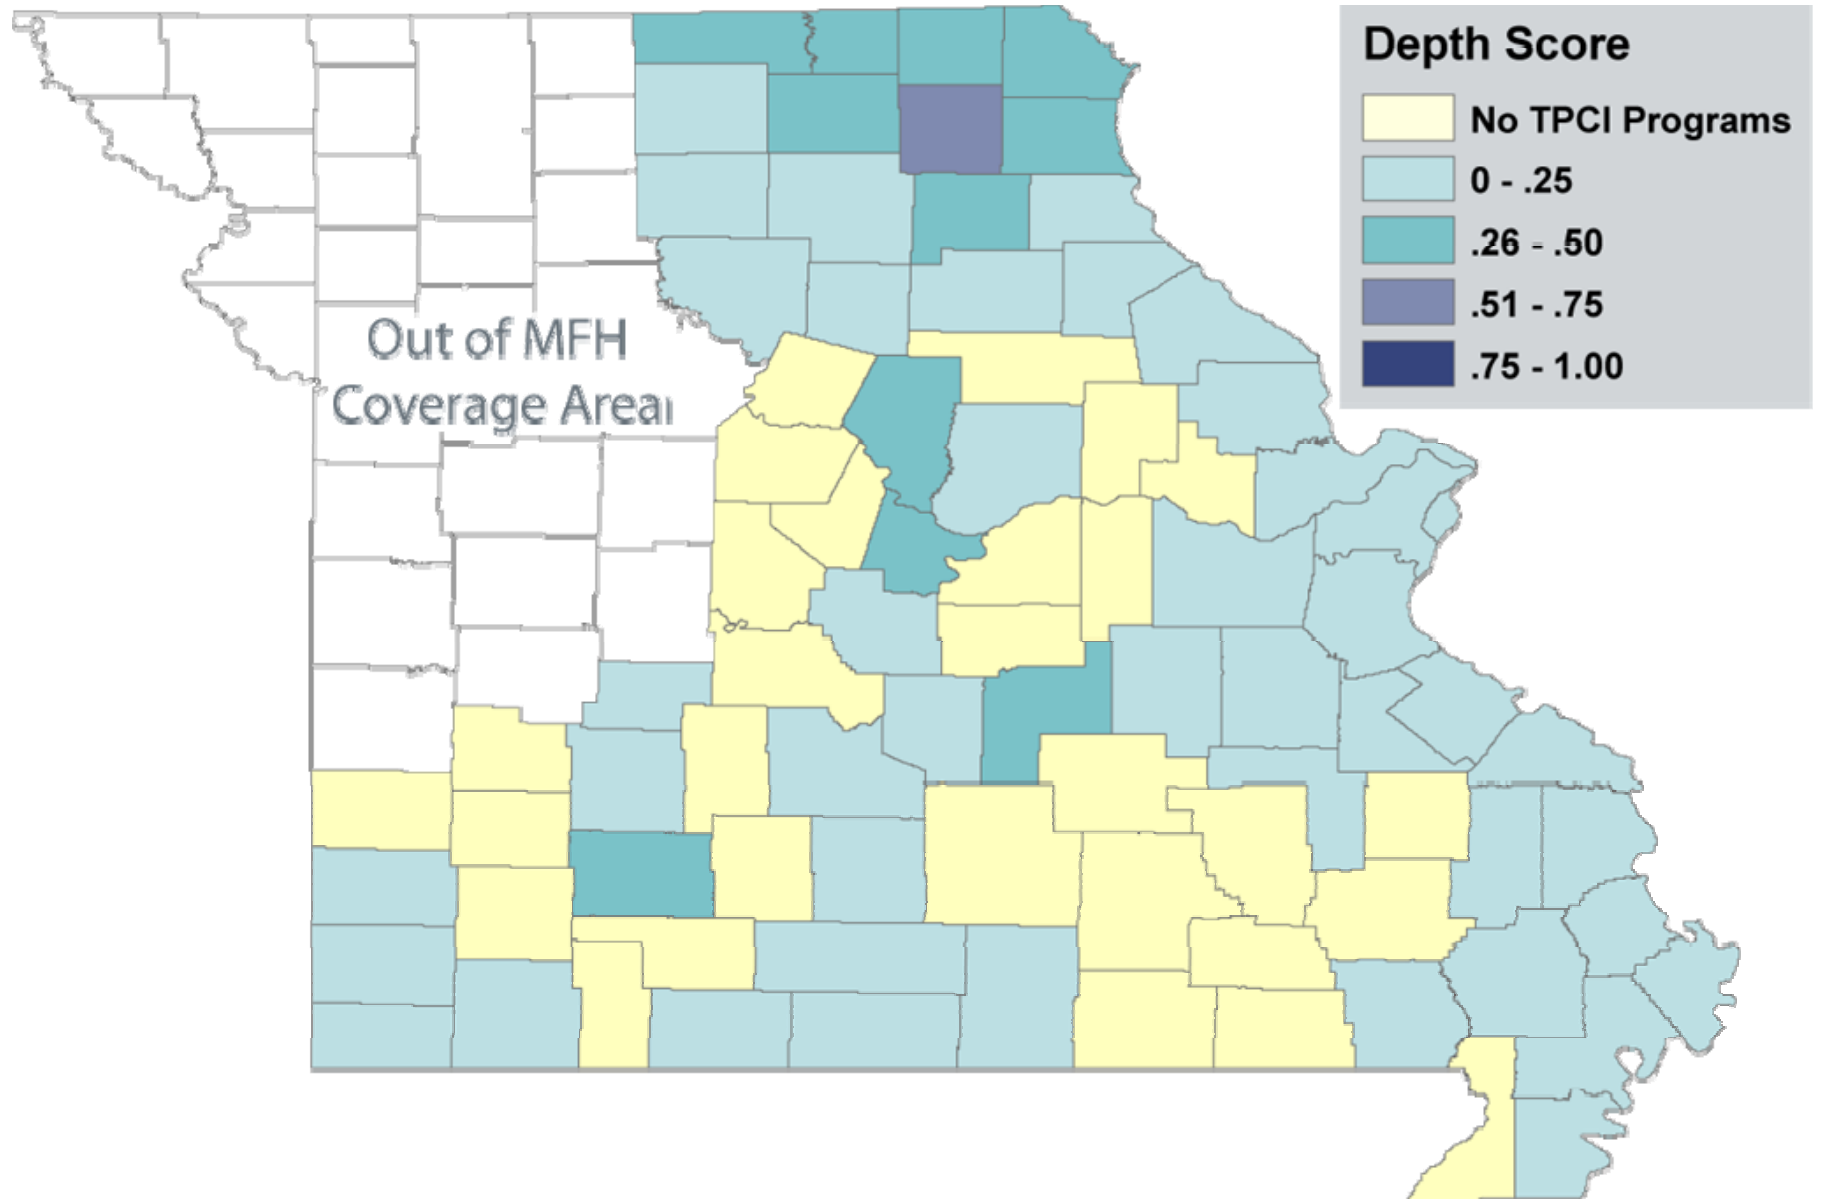 Depth Score
No TPCI Programs
0 - .25
.26 - .50
.51 - .75
.75 - 1.00
Out of MFH
Coverage Area